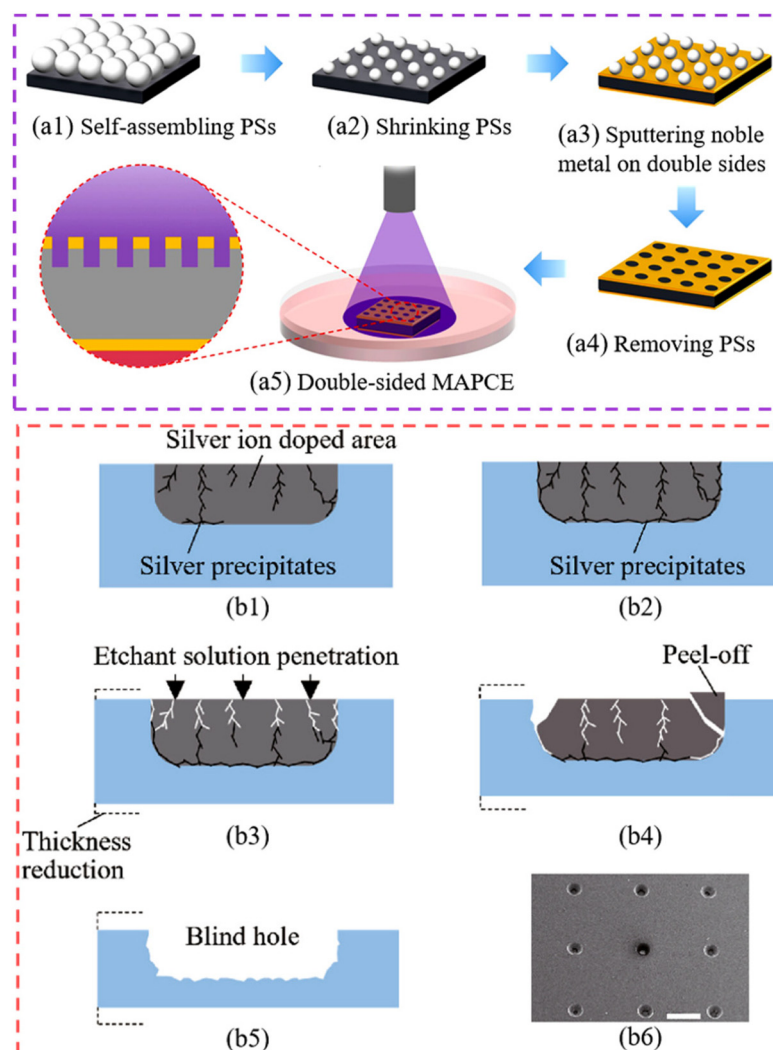 (a1) Self-assembling PSs
(a2) Shrinking PSs
(a3) Sputtering noble
metal on double sides
(a4) Removing PSs
(a5) Double-sided MAPCE
Silver ion doped area
Silver precipitates
(b1)
Silver precipitates
(b2)
Etchant solution penetration
Thickness
reduction
(b3)
Peel-off
(b4)
Blind hole
(b5)
(b6)